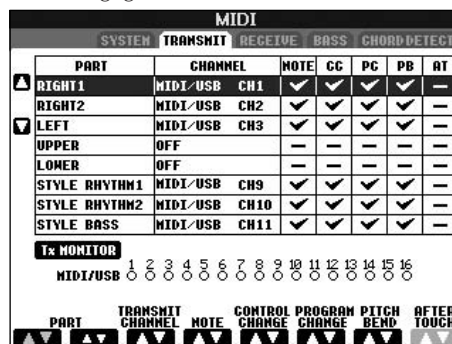 MIDI
SYSTEM TRANSMIT RECEIVE BASS CHORD DETECT
PART CHANNEL NOTE CC PC PB AT
RIGHT1 MIDI/USB CH1
RIGHT2 MIDI/USB CH2
LEFT MIDI/USB CH3
UPPER OFF
LOWER OFF
STYLE RHYTHM1 MIDI/USB CH9
STYLE RHYTHM2 MIDI/USB CH10
STYLE BASS MIDI/USB CH11
Tx MONITOR
1 2 3 4 5 6 7 8 9 10 11 12 13 14 15 16
MIDI/USB
PART TRANSMIT CHANNEL NOTE CONTROL CHANGE PROGRAM CHANGE PITCH BEND AFTER TOUCH